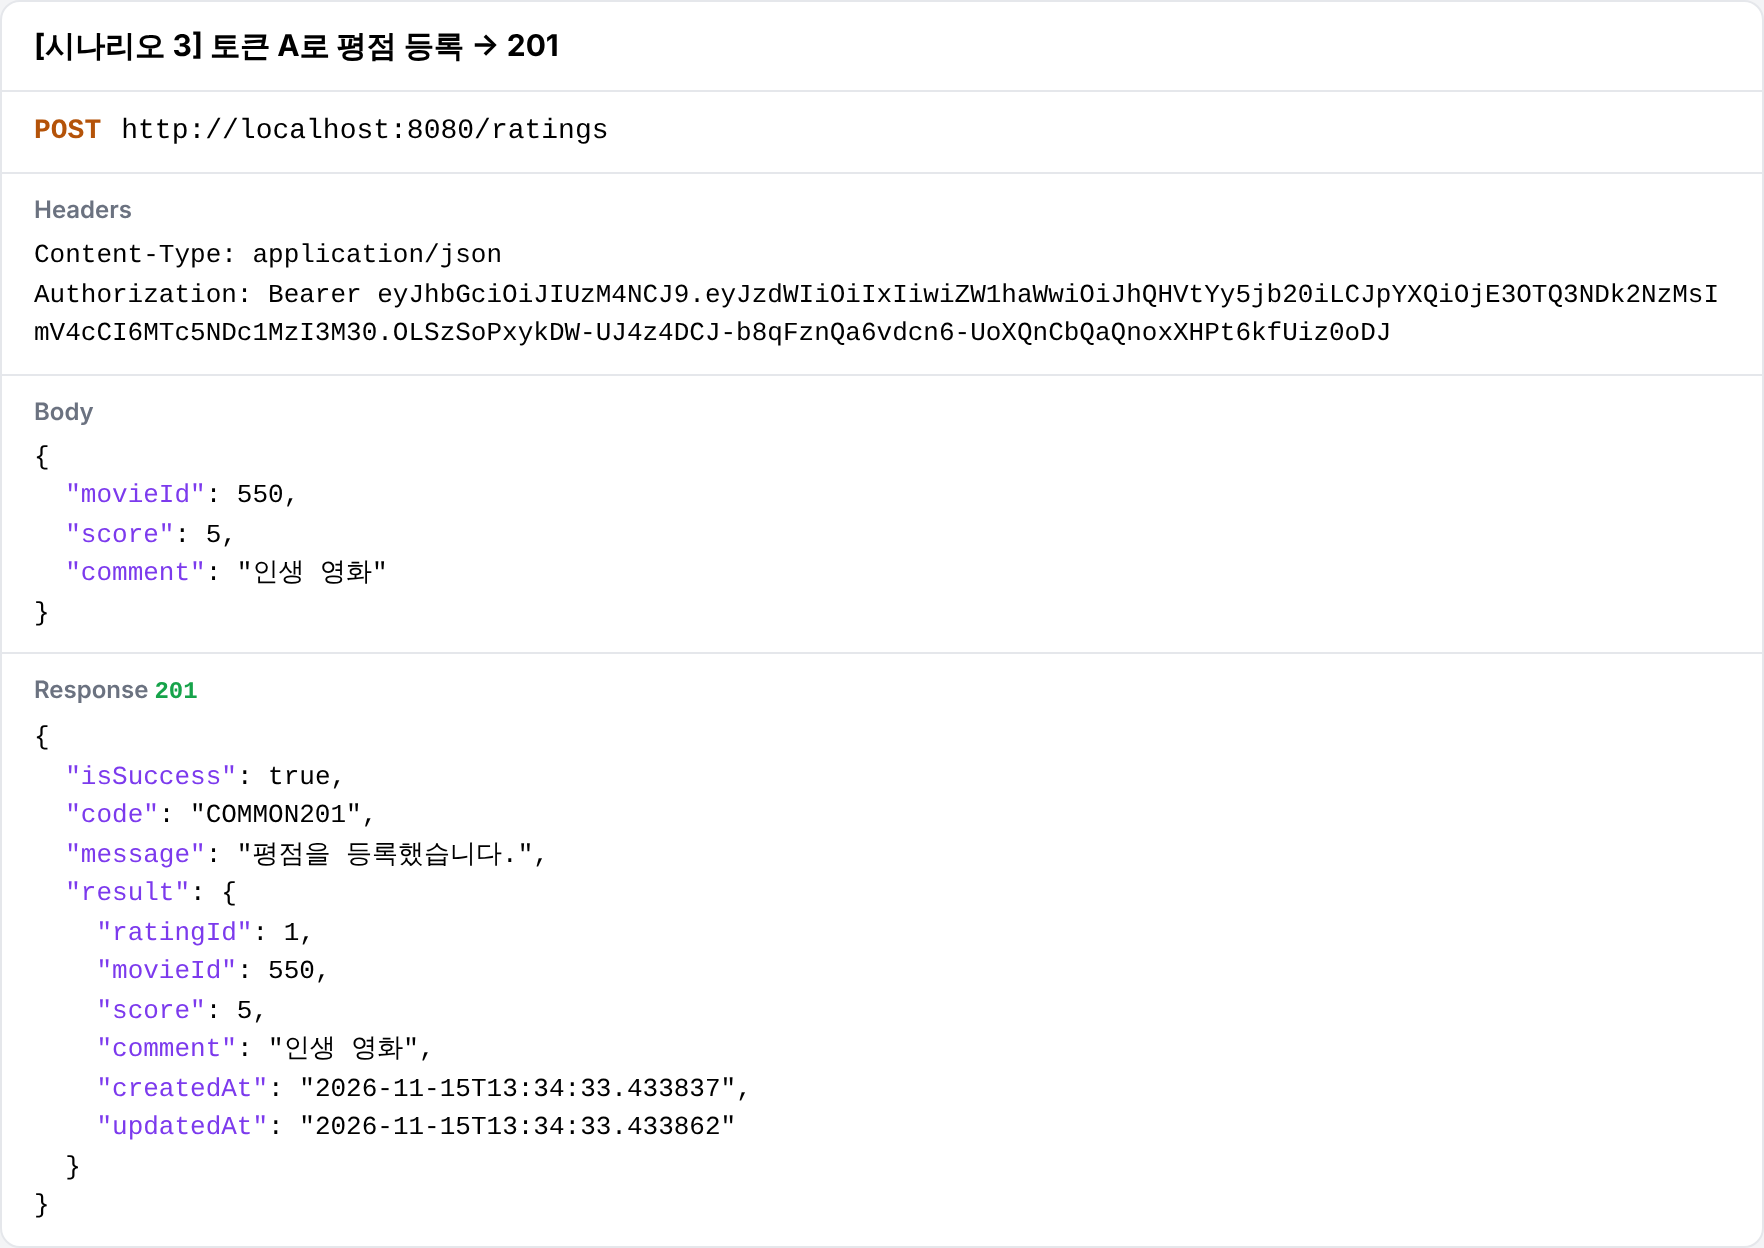 [시나리오 3] 토큰 A로 평점 등록 → 201
POST http://localhost:8080/ratings
Headers
Content-Type: application/json
Authorization: Bearer eyJhbGciOiJIUzM4NCJ9.eyJzdWIiOiIxIiwiZW1haWwiOiJhQHVtYy5jb20iLCJpYXQiOjE3OTQ3NDk2NzMsI
mV4cCI6MTc5NDc1MzI3M30.OLSzSoPxykDW-UJ4z4DCJ-b8qFznQa6vdcn6-UoXQnCbQaQnoxXHPt6kfUiz0oDJ
Body
{
  "movieId": 550,
  "score": 5,
  "comment": "인생 영화"
}
Response 201
{
  "isSuccess": true,
  "code": "COMMON201",
  "message": "평점을 등록했습니다.",
  "result": {
    "ratingId": 1,
    "movieId": 550,
    "score": 5,
    "comment": "인생 영화",
    "createdAt": "2026-11-15T13:34:33.433837",
    "updatedAt": "2026-11-15T13:34:33.433862"
  }
}